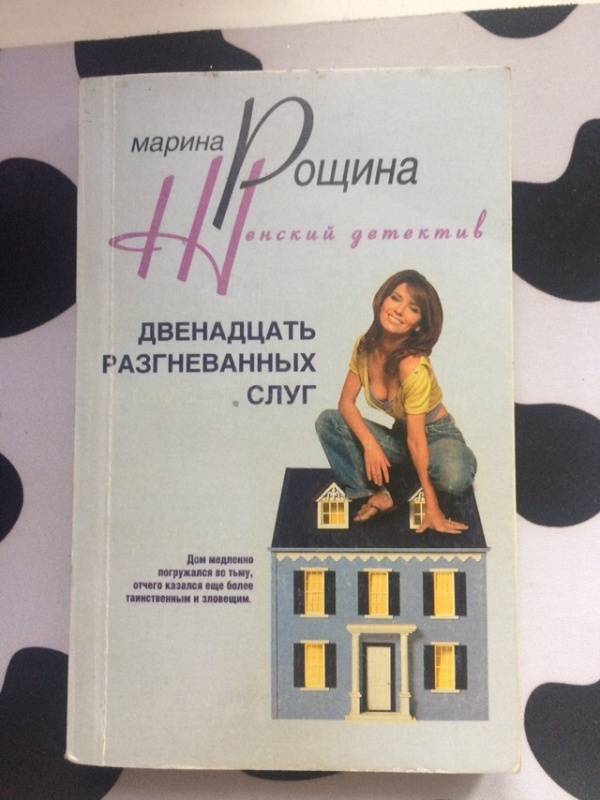 марина Рощина
Женский детектив
ДВЕНАДЦАТЬ
РАЗГНЕВАННЫХ
СЛУГ
Дом медленно
погружался во тьму,
отчего казался еще более
таинственным и зловещим.